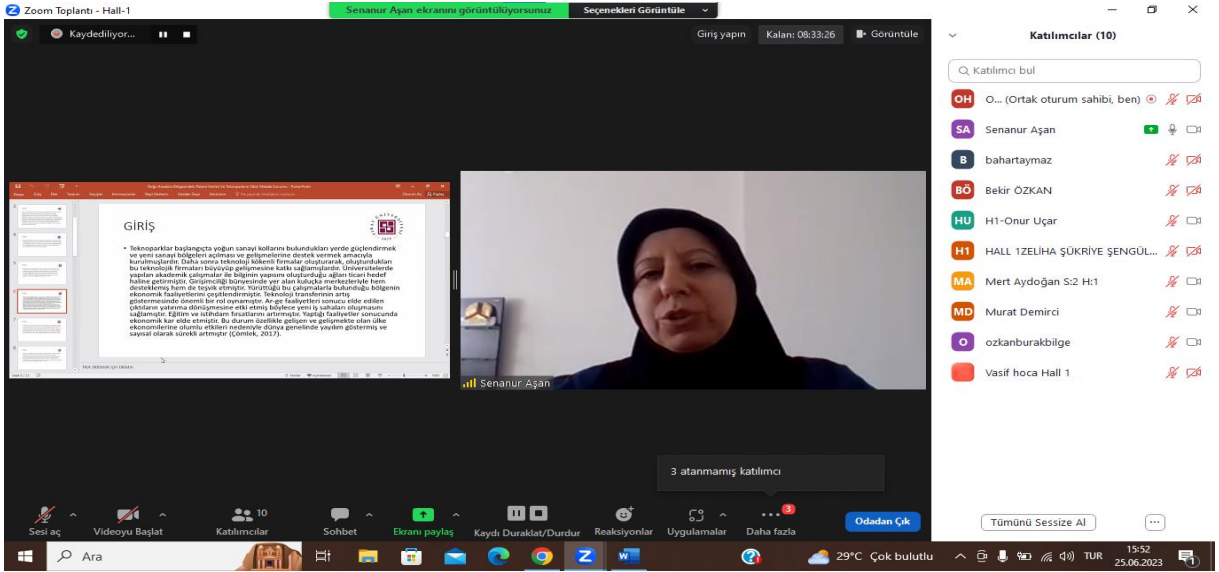 Zoom Toplantı - Hall-1
Senanur Aşan ekranını görüntülüyorsunuz
Seçenekleri Görüntüle
Kaydediliyor...
Giriş yapın
Kalan: 08:33:26
Görüntüle
Katılımcılar (10)
Katılımcı bul
OH O... (Ortak oturum sahibi, ben)
SA Senanur Aşan
B bahartaymaz
BÖ Bekir ÖZKAN
HU H1-Onur Uçar
H1 HALL 1ZELİHA ŞÜKRİYE ŞENGÜL...
MA Mert Aydoğan S:2 H:1
MD Murat Demirci
O ozkanburakbilge
Vasif hoca Hall 1
GİRİŞ
• Teknoparklar başlangıçta yoğun sanayi kollarını bulundukları yerde güçlendirmek
ve yeni sanayi bölgeleri açılması ve gelişmelerine destek vermek amacıyla
kurulmuşlardır. Daha sonra teknoloji kökenli firmalar oluşturarak, oluşturdukları
bu teknolojik firmaları büyüyüp gelişmesine katkı sağlamışlardır. Üniversitelerde
yapılan akademik çalışmalar ile bilginin yapısını oluşturduğu ağları ticari hedef
haline getirmiştir. Girişimciliği bünyesinde yer alan kuluçka merkezleriyle hem
desteklemiş hem de teşvik etmiştir. Yürüttüğü bu çalışmalarla bulunduğu bölgenin
ekonomik faaliyetlerini çeşitlendirmiştir. Teknoloji transferinin artış
göstermesinde önemli bir rol oynamıştır. Ar-ge faaliyetleri sonucu elde edilen
çıktıların yatırıma dönüşmesine etki etmiş böylece yeni iş sahaları oluşmasını
sağlamıştır. Eğitim ve istihdam fırsatlarını artırmıştır. Yaptığı faaliyetler sonucunda
ekonomik kar elde etmiştir. Bu durum özellikle gelişen ve gelişmekte olan ülke
ekonomilerine olumlu etkileri nedeniyle dünya genelinde yayılım göstermiş ve
sayısal olarak sürekli artmıştır (Çömlek, 2017).
Senanur Aşan
3 atanmamış katılımcı
Sesi aç
Videoyu Başlat
10
Katılımcılar
Sohbet
Ekranı paylaş
Kaydı Duraklat/Durdur
Reaksiyonlar
Uygulamalar
3
Daha fazla
Odadan Çık
Tümünü Sessize Al
Ara
29°C Çok bulutlu
TUR
15:52
25.06.2023
1